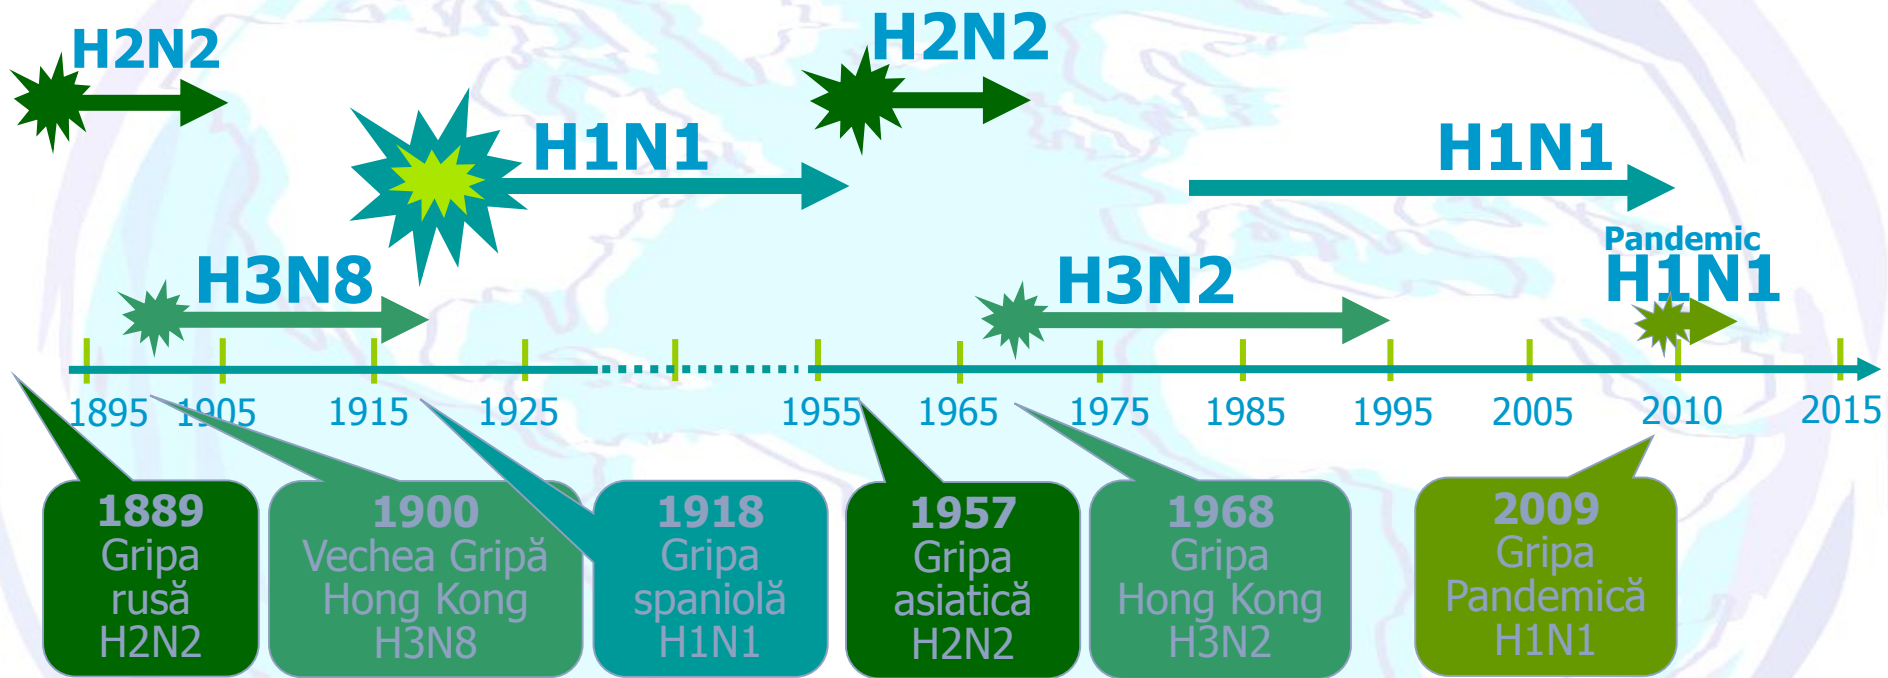 H2N2
H2N2
H1N1
H1N1
Pandemic
H1N1
H3N8
H3N2
1895 1905 1915 1925 1955 1965 1975 1985 1995 2005 2010 2015
1889
Gripa
rusă
H2N2
1900
Vechea Gripă
Hong Kong
H3N8
1918
Gripa
spaniolă
H1N1
1957
Gripa
asiatică
H2N2
1968
Gripa
Hong Kong
H3N2
2009
Gripa
Pandemică
H1N1